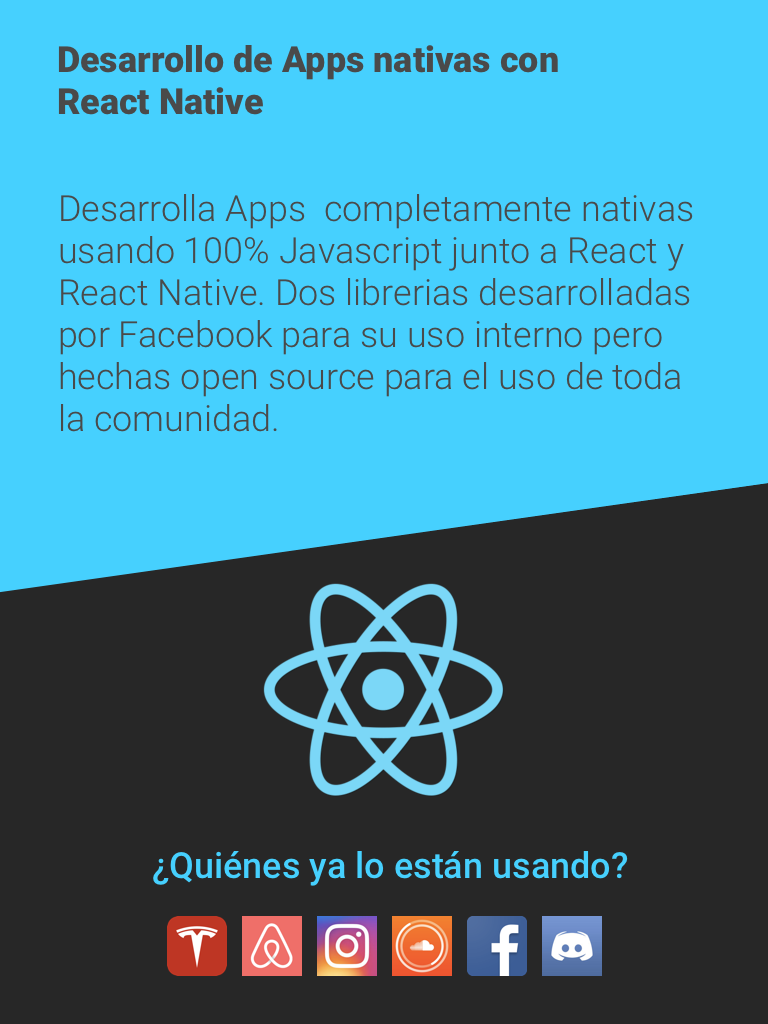 Desarrollo de Apps nativas con
React Native
Desarrolla Apps  completamente nativas
usando 100% Javascript junto a React y
React Native. Dos librerias desarrolladas
por Facebook para su uso interno pero
hechas open source para el uso de toda
la comunidad.
¿Quiénes ya lo están usando?